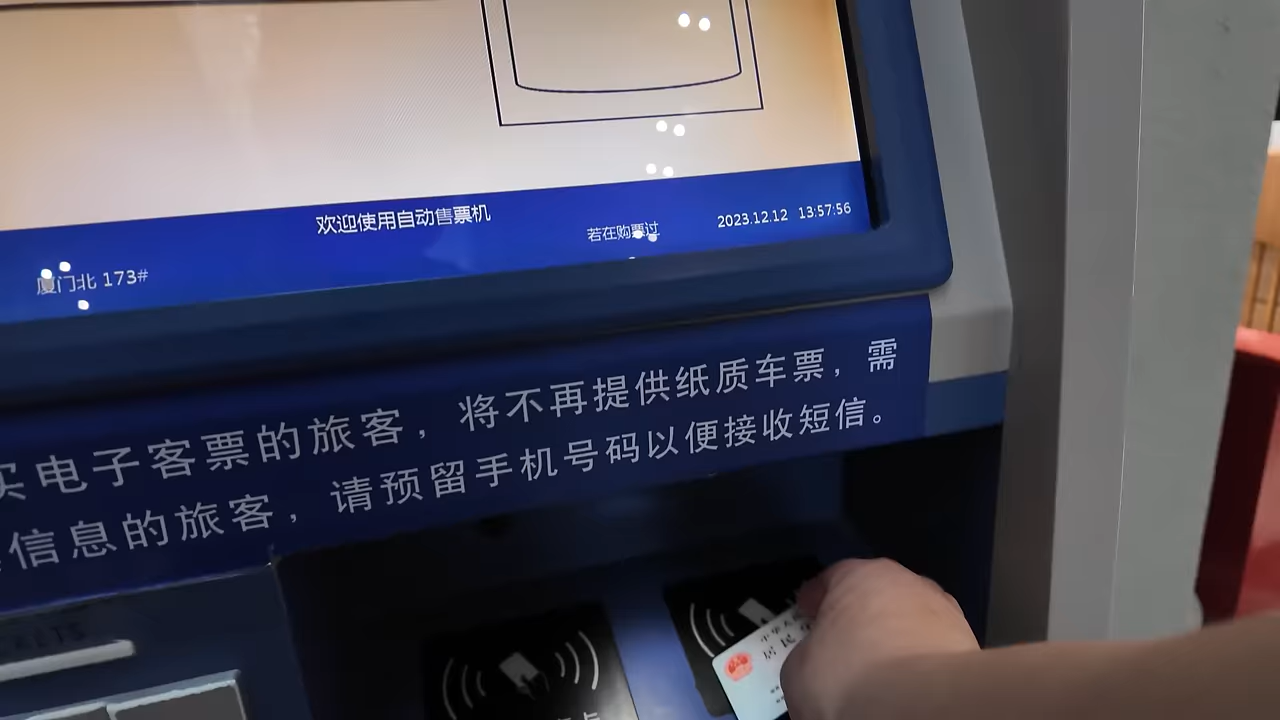 欢迎使用自动售票机
若在购票过
2023.12.12 13:57:56
厦门北 173#
买电子客票的旅客，将不再提供纸质车票，需
信息的旅客，请预留手机号码以便接收短信。
居民